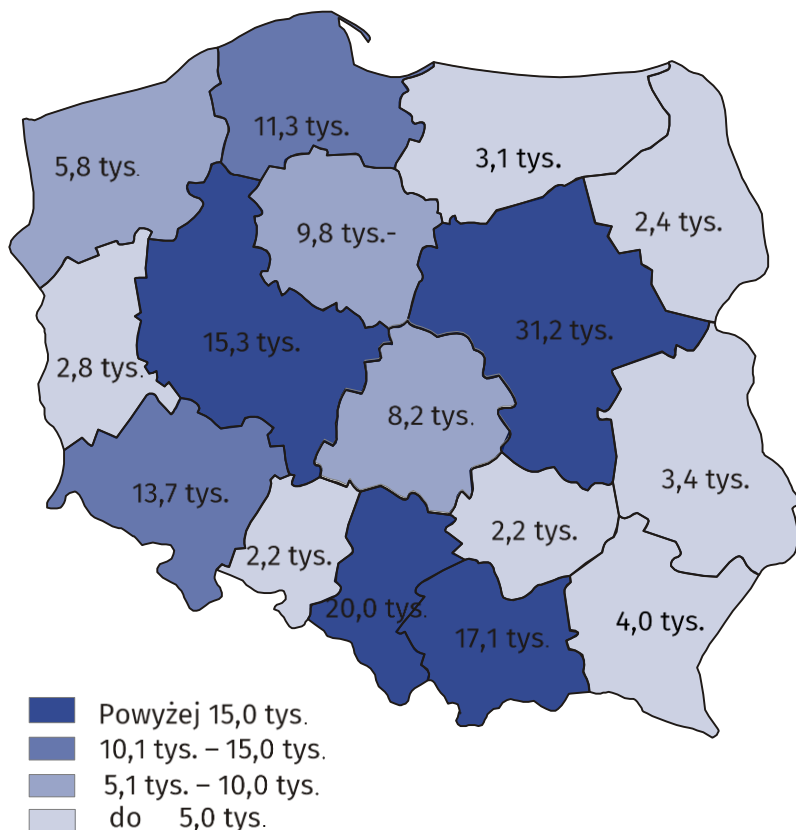 11,3 tys.
3,1 tys.
5,8 tys.
2,4 tys.
9,8 tys.-
31,2 tys.
15,3 tys.
2,8 tys.
8,2 tys.
3,4 tys.
13,7 tys.
2,2 tys.
2,2 tys.
20,0 tys.
4,0 tys.
17,1 tys.
Powyżej 15,0 tys.
10,1 tys. – 15,0 tys.
5,1 tys. – 10,0 tys.
do 5,0 tys.